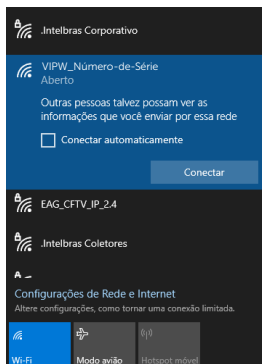 .Intelbras Corporativo
VIPW_Número-de-Série
Aberto
Outras pessoas talvez possam ver as
informações que você enviar por essa rede
Conectar automaticamente
Conectar
EAG_CFTV_IP_2.4
.Intelbras Coletores
Configurações de Rede e Internet
Altere configurações, como tornar uma conexão limitada.
Wi-Fi
Modo avião
Hotspot móvel